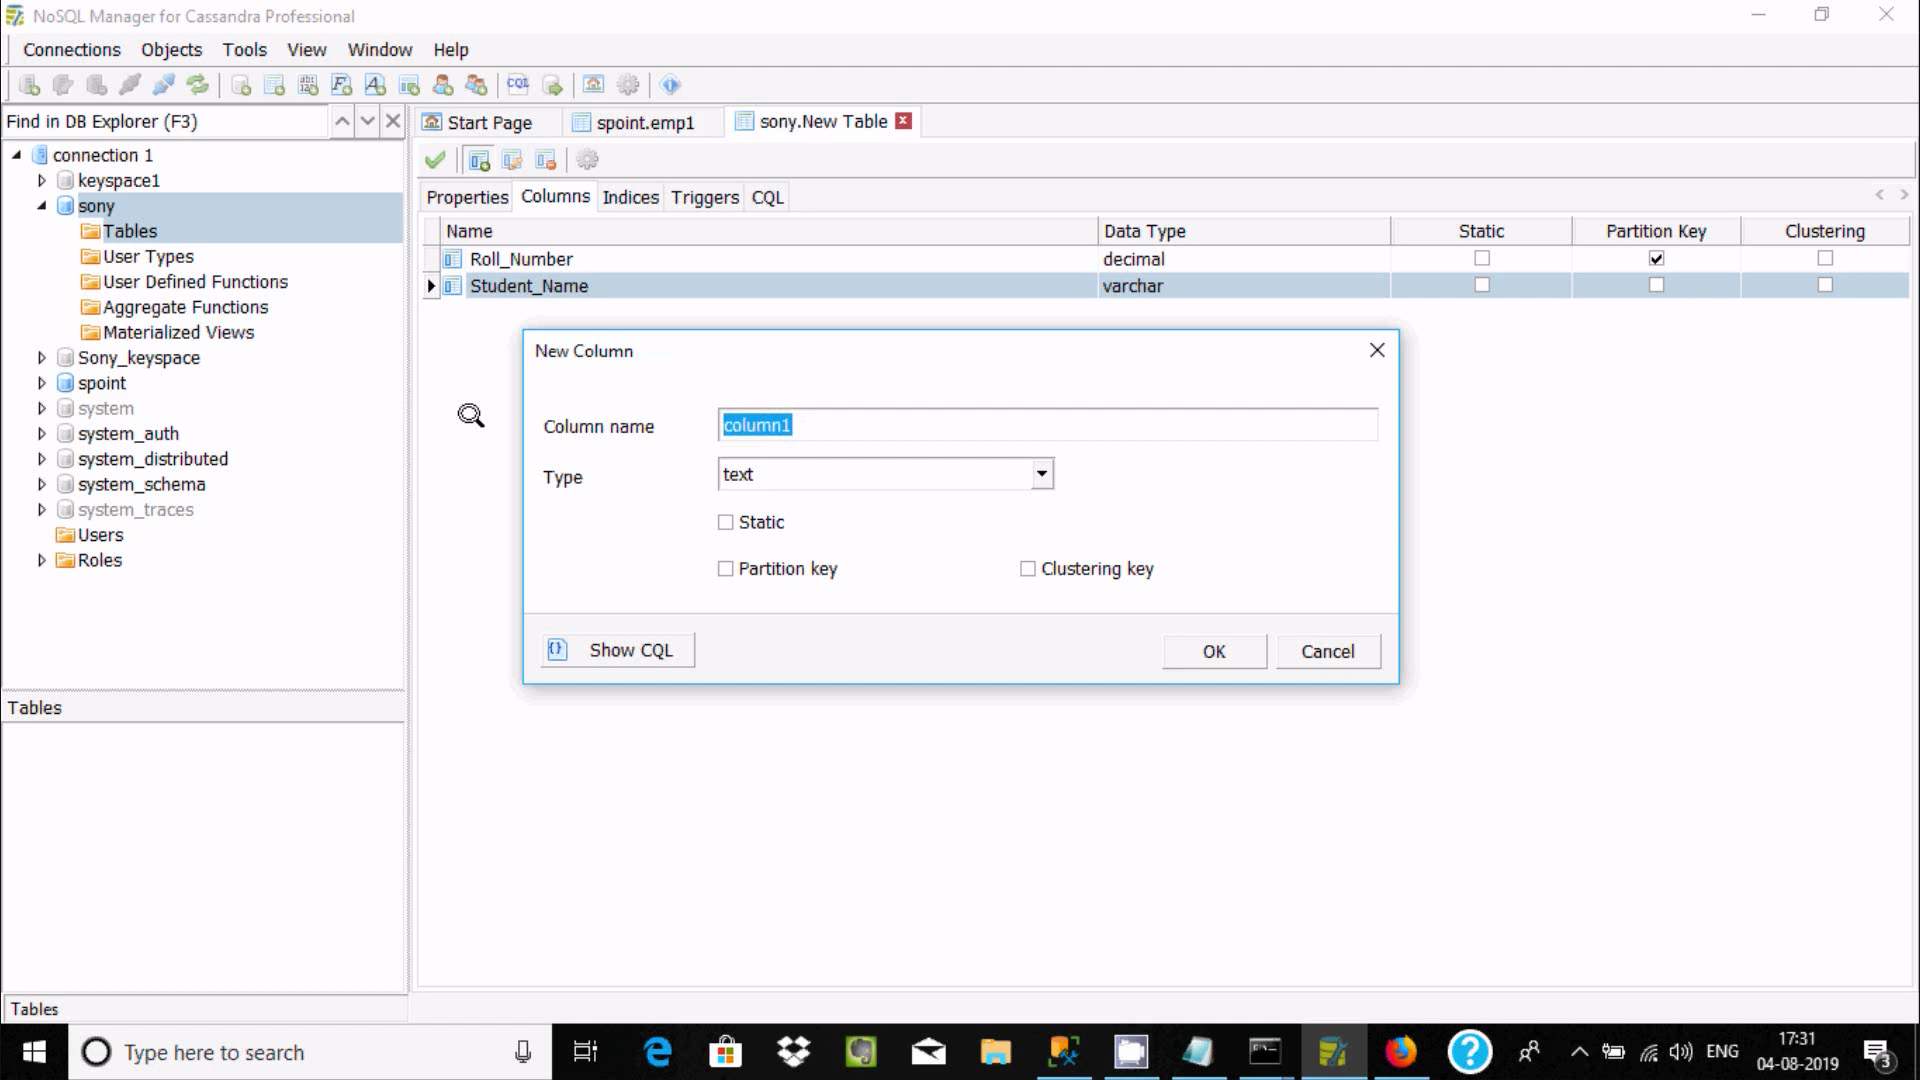 NoSQL Manager for Cassandra Professional
Connections Objects Tools View Window Help
CQL
Find in DB Explorer (F3)
Start Page spoint.emp1 sony.New Table
connection 1
keyspace1
sony
Tables
User Types
User Defined Functions
Aggregate Functions
Materialized Views
Sony_keyspace
spoint
system
system_auth
system_distributed
system_schema
system_traces
Users
Roles
Properties Columns Indices Triggers CQL
Name Data Type Static Partition Key Clustering
Roll_Number decimal
Student_Name varchar
New Column
Column name column1
Type text
Static
Partition key Clustering key
Show CQL OK Cancel
Tables
Tables
Type here to search
ENG
17:31
04-08-2019
3